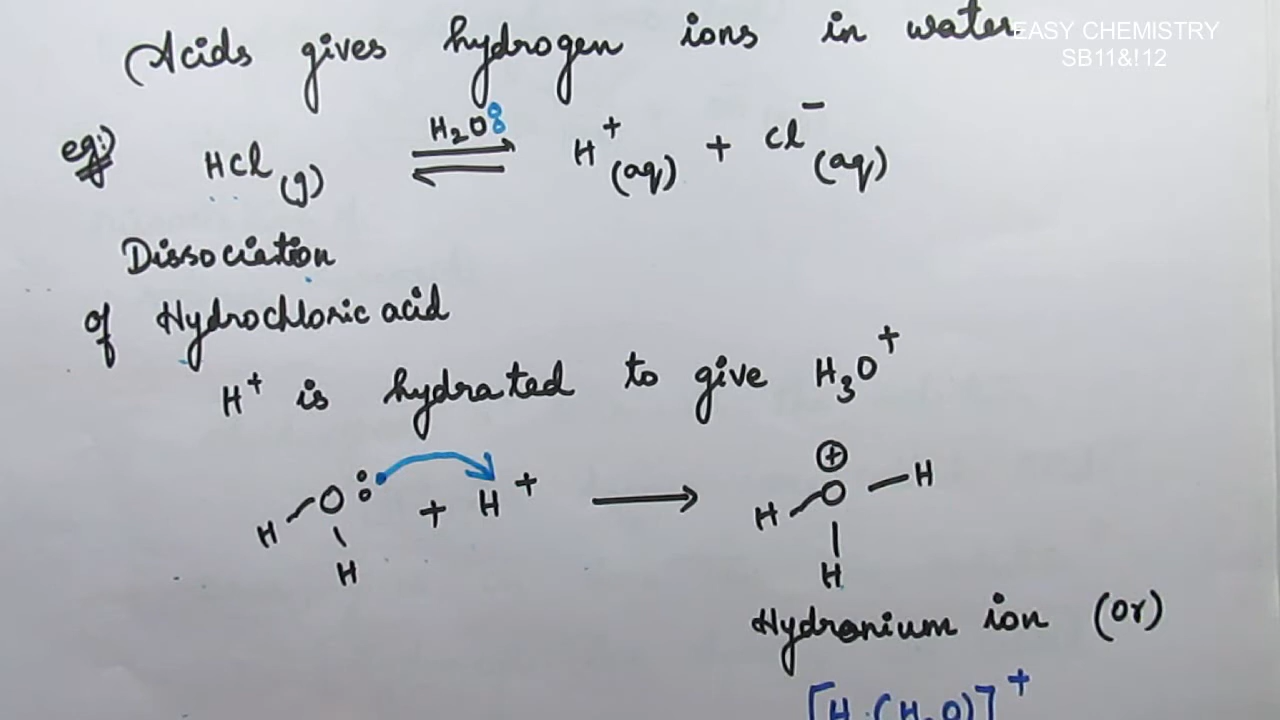 Acids gives hydrogen ions in water
EASY CHEMISTRY
SB11&!12
eg:) HCl(g) ⇌ H2O: H+(aq) + Cl−(aq)
Dissociation
of Hydrochloric acid
H+ is hydrated to give H3O+
H O : H + H+ → H O ⊕ H H
Hydronium ion (or)
[H.(H2O)]+